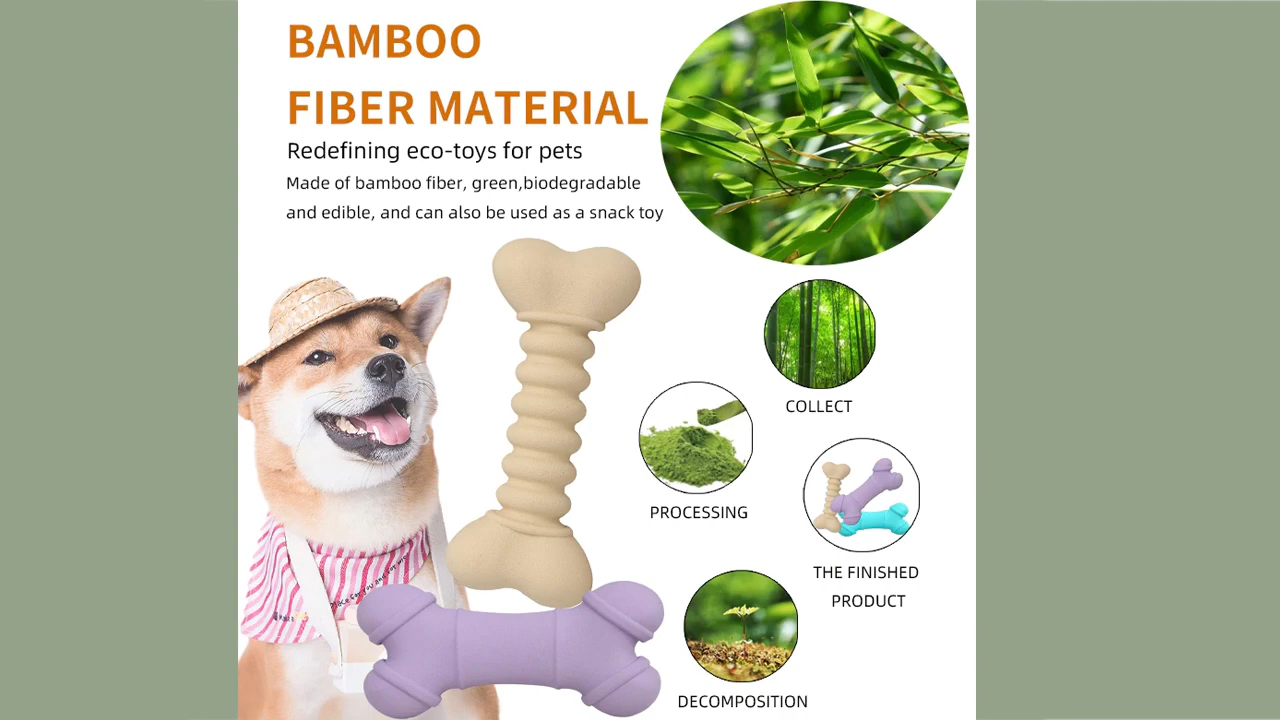 BAMBOO
FIBER MATERIAL
Redefining eco-toys for pets
Made of bamboo fiber, green,biodegradable
and edible, and can also be used as a snack toy
COLLECT
PROCESSING
THE FINISHED
PRODUCT
DECOMPOSITION